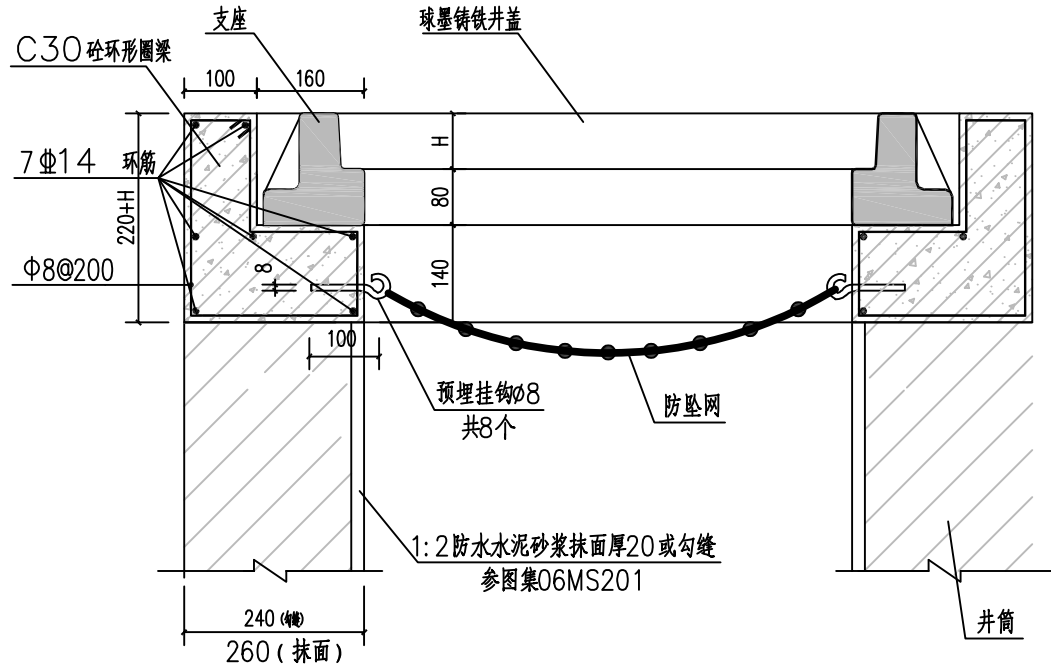 支座
球墨铸铁井盖
C30砼环形圈梁
100
160
H
7Φ14 环筋
80
220+H
Φ8@200
8
140
100
预埋挂钩Ø8
共8个
防坠网
1:2防水水泥砂浆抹面厚20或勾缝
参图集06MS201
240(勾缝)
260(抹面)
井筒